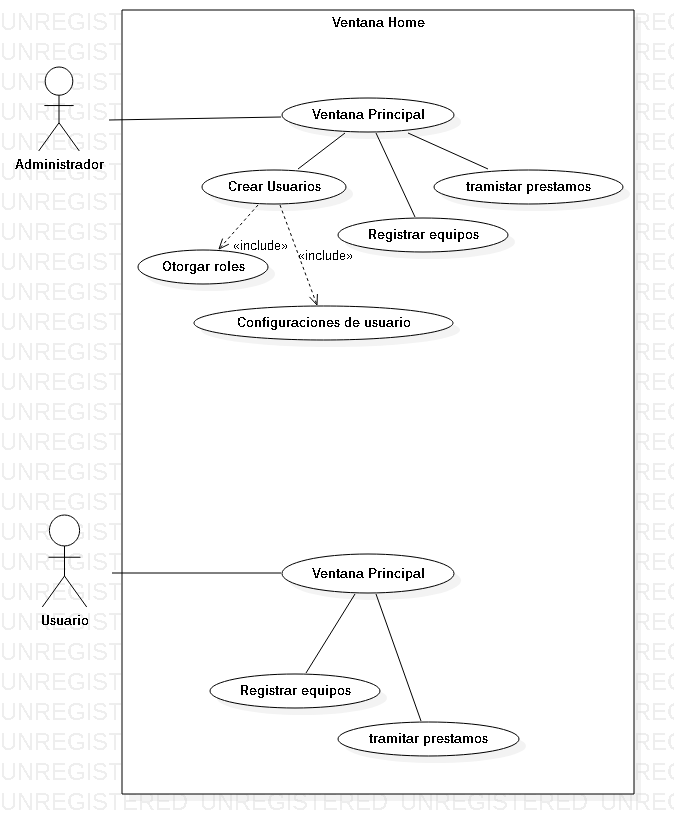 Ventana Home
Administrador
Ventana Principal
Crear Usuarios
tramistar prestamos
Registrar equipos
«include»
«include»
Otorgar roles
Configuraciones de usuario
Usuario
Ventana Principal
Registrar equipos
tramitar prestamos
UNREGISTERED UNREGISTERED UNREGISTERED UNREG